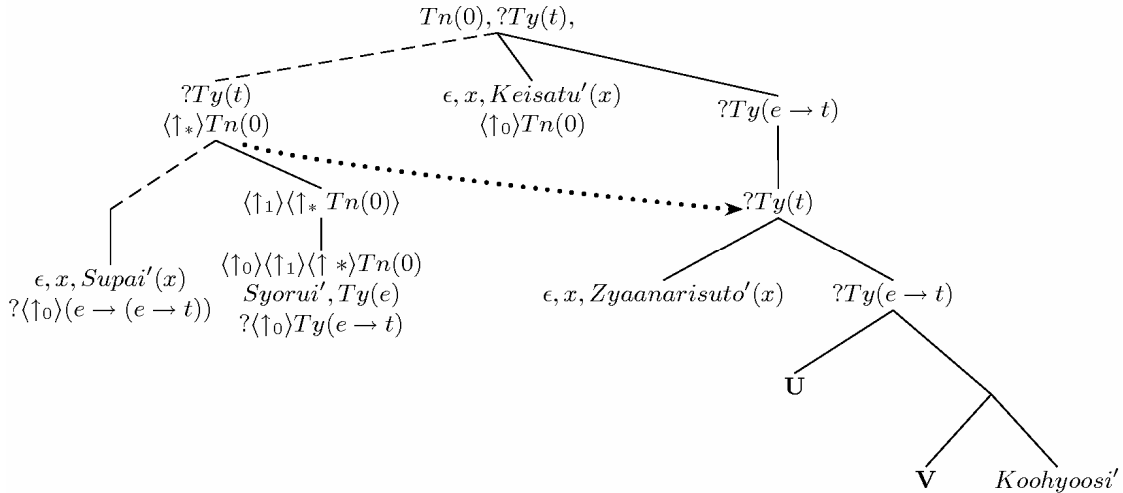 Tn(0), ?Ty(t),
?Ty(t)
⟨↑*⟩Tn(0)
ϵ, x, Keisatu′(x)
⟨↑₀⟩Tn(0)
?Ty(e → t)
⟨↑₁⟩⟨↑* Tn(0)⟩
?Ty(t)
ϵ, x, Supai′(x)
?⟨↑₀⟩(e → (e → t))
⟨↑₀⟩⟨↑₁⟩⟨↑ *⟩Tn(0)
Syorui′, Ty(e)
?⟨↑₀⟩Ty(e → t)
ϵ, x, Zyaanarisuto′(x)
?Ty(e → t)
U
V
Koohyoosi′